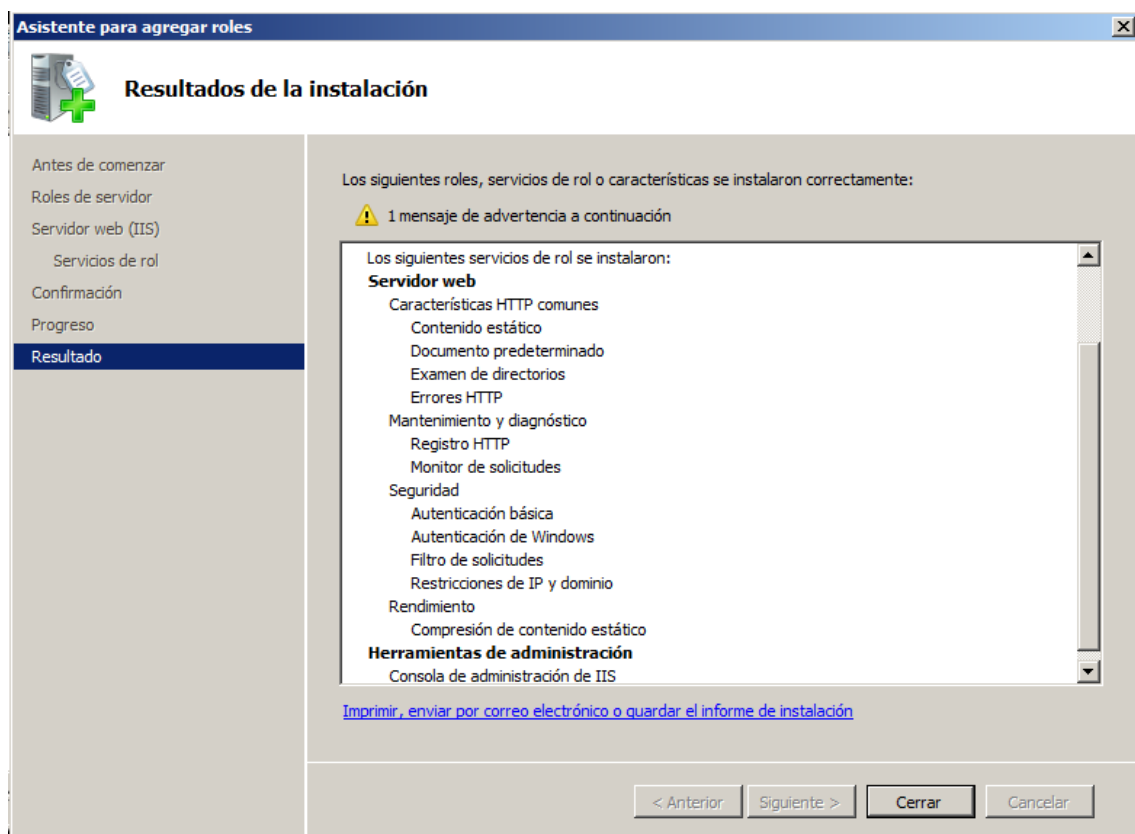 Asistente para agregar roles
Resultados de la instalación
Antes de comenzar
Roles de servidor
Servidor web (IIS)
Servicios de rol
Confirmación
Progreso
Resultado
Los siguientes roles, servicios de rol o características se instalaron correctamente:
1 mensaje de advertencia a continuación
Los siguientes servicios de rol se instalaron:
Servidor web
Características HTTP comunes
Contenido estático
Documento predeterminado
Examen de directorios
Errores HTTP
Mantenimiento y diagnóstico
Registro HTTP
Monitor de solicitudes
Seguridad
Autenticación básica
Autenticación de Windows
Filtro de solicitudes
Restricciones de IP y dominio
Rendimiento
Compresión de contenido estático
Herramientas de administración
Consola de administración de IIS
Imprimir, enviar por correo electrónico o guardar el informe de instalación
< Anterior Siguiente > Cerrar Cancelar